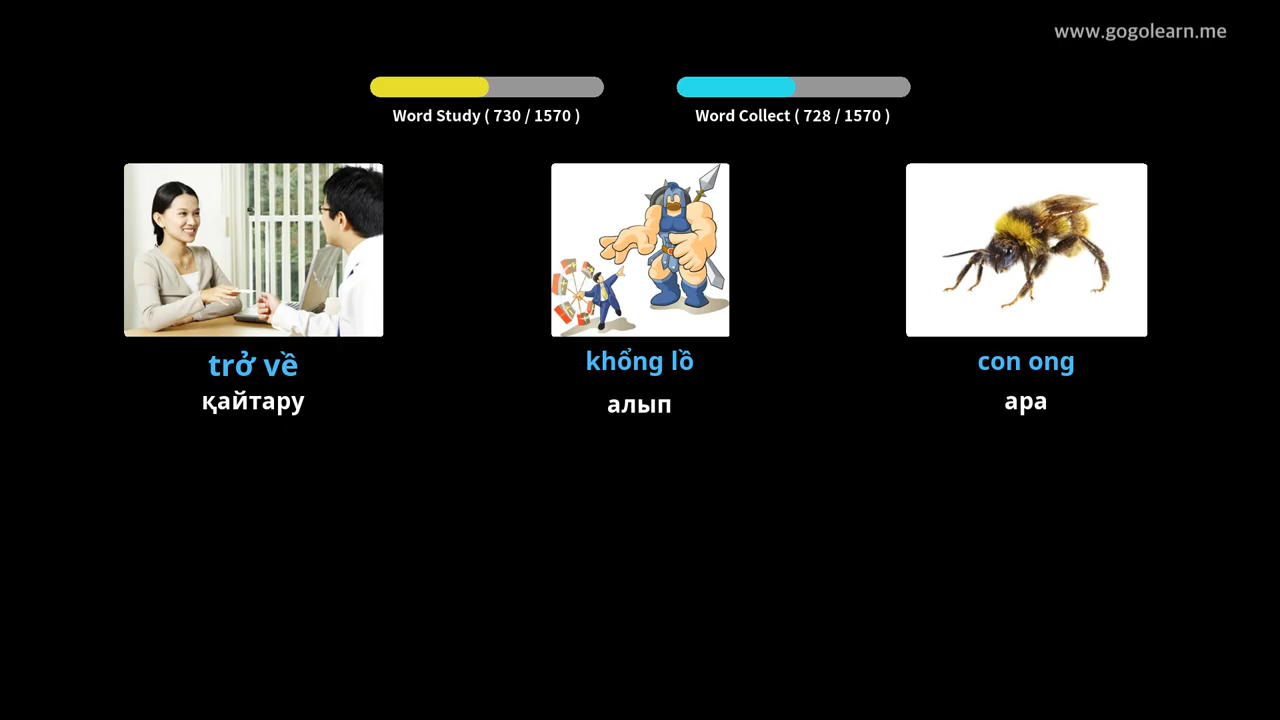 www.gogolearn.me
Word Study ( 730 / 1570 )
Word Collect ( 728 / 1570 )
trở về
қайтару
khổng lồ
алып
con ong
ара